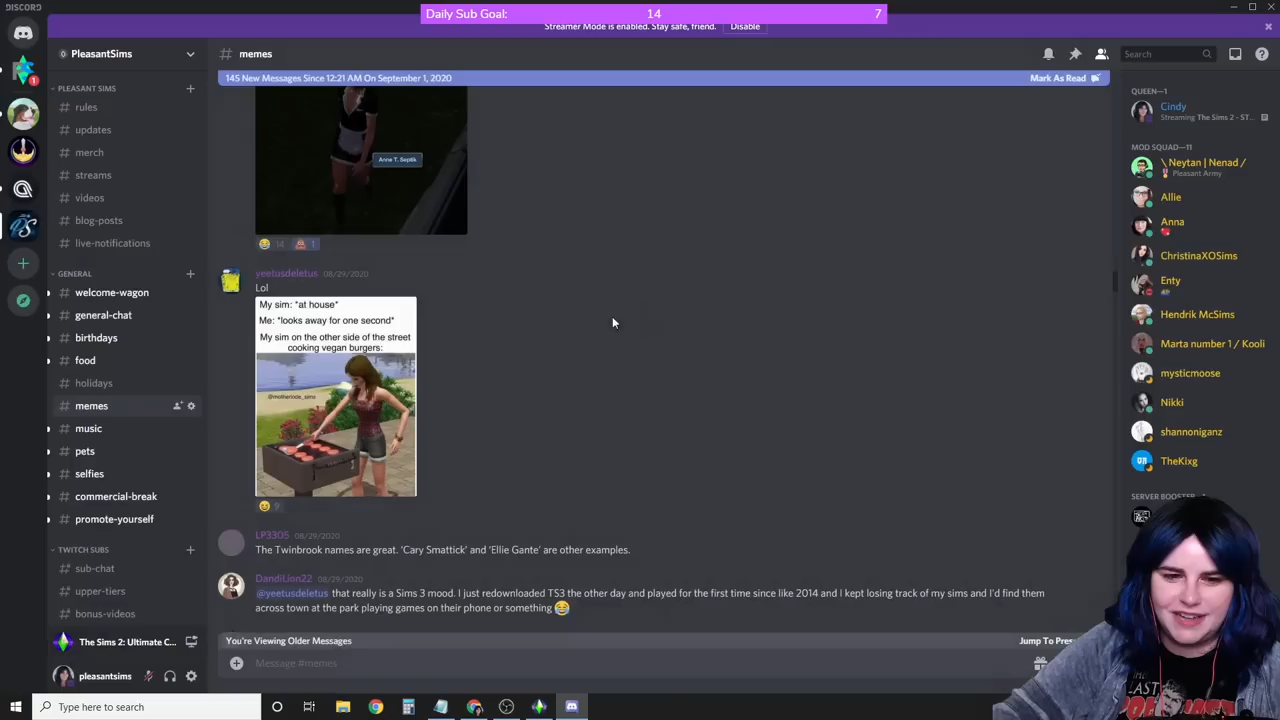 DISCORD
Daily Sub Goal: 14 7
Streamer Mode is enabled. Stay safe, friend. Disable
PleasantSims
# memes
Search
145 New Messages Since 12:21 AM On September 1, 2020
Mark As Read
PLEASANT SIMS
rules
updates
merch
streams
videos
blog-posts
live-notifications
GENERAL
welcome-wagon
general-chat
birthdays
food
holidays
memes
music
pets
selfies
commercial-break
promote-yourself
TWITCH SUBS
sub-chat
upper-tiers
bonus-videos
The Sims 2: Ultimate C...
pleasantsims
1
Anne T. Septik
14 1
yeetusdeletus 08/29/2020
Lol
My sim: *at house*
Me: *looks away for one second*
My sim on the other side of the street
cooking vegan burgers:
@motherlode_sims
9
LP3305 08/29/2020
The Twinbrook names are great. 'Cary Smattick' and 'Ellie Gante' are other examples.
DandiLion22 08/29/2020
@yeetusdeletus that really is a Sims 3 mood. I just redownloaded TS3 the other day and played for the first time since like 2014 and I kept losing track of my sims and I'd find them
across town at the park playing games on their phone or something
You're Viewing Older Messages
Jump To Pres
Message #memes
QUEEN—1
Cindy
Streaming The Sims 2 - ST...
MOD SQUAD—11
\ Neytan | Nenad /
Pleasant Army
Allie
Anna
ChristinaXOSims
Enty
Hendrik McSims
Marta number 1 / Kooli
mysticmoose
Nikki
shannoniganz
TheKixg
SERVER BOOSTER
THE LAST
Type here to search